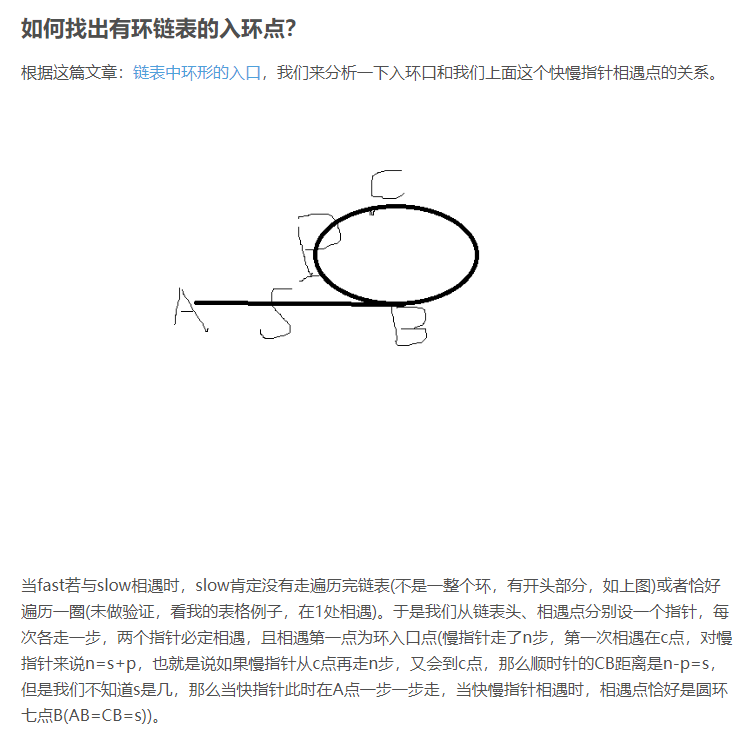 如何找出有环链表的入环点？
根据这篇文章：链表中环形的入口，我们来分析一下入环口和我们上面这个快慢指针相遇点的关系。
C
P
A
S
B
当fast若与slow相遇时，slow肯定没有走遍历完链表(不是一整个环，有开头部分，如上图)或者恰好
遍历一圈(未做验证，看我的表格例子，在1处相遇)。于是我们从链表头、相遇点分别设一个指针，每
次各走一步，两个指针必定相遇，且相遇第一点为环入口点(慢指针走了n步，第一次相遇在c点，对慢
指针来说n=s+p，也就是说如果慢指针从c点再走n步，又会到c点，那么顺时针的CB距离是n-p=s，
但是我们不知道s是几，那么当快指针此时在A点一步一步走，当快慢指针相遇时，相遇点恰好是圆环
七点B(AB=CB=s))。